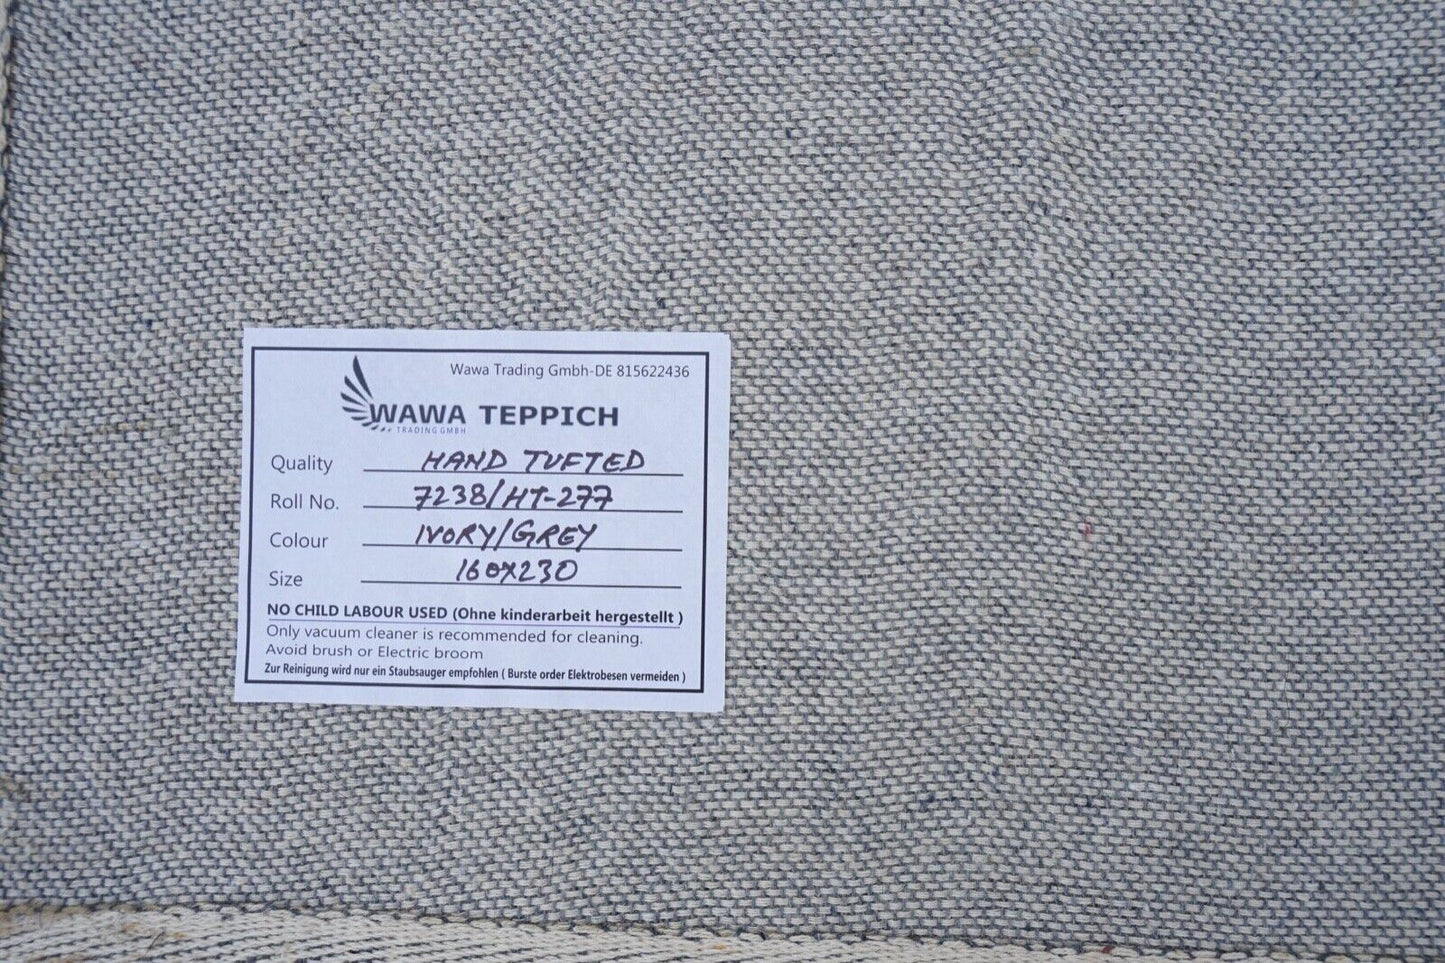 Wawa Trading Gmbh-DE 815622436
WAWA TEPPICH
TRADING GMBH
Quality HAND TUFTED
Roll No. 7238/HT-277
Colour IVORY/GREY
Size 160X230
NO CHILD LABOUR USED (Ohne kinderarbeit hergestellt )
Only vacuum cleaner is recommended for cleaning.
Avoid brush or Electric broom
Zur Reinigung wird nur ein Staubsauger empfohlen ( Burste order Elektrobesen vermeiden )